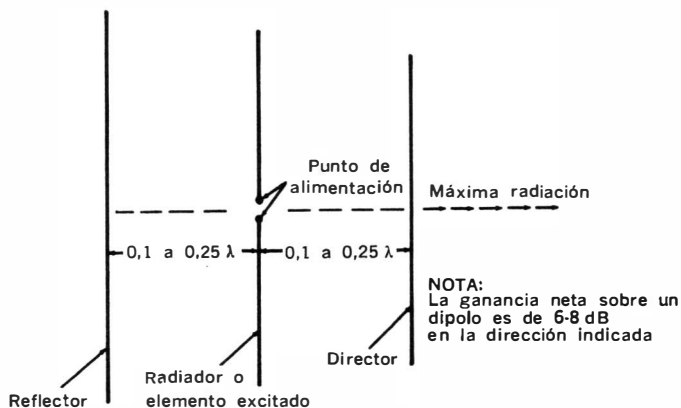 Punto de
alimentación
Máxima radiación
0,1 a 0,25 λ
0,1 a 0,25 λ
NOTA:
La ganancia neta sobre un
dipolo es de 6-8 dB
en la dirección indicada
Director
Radiador o
elemento excitado
Reflector